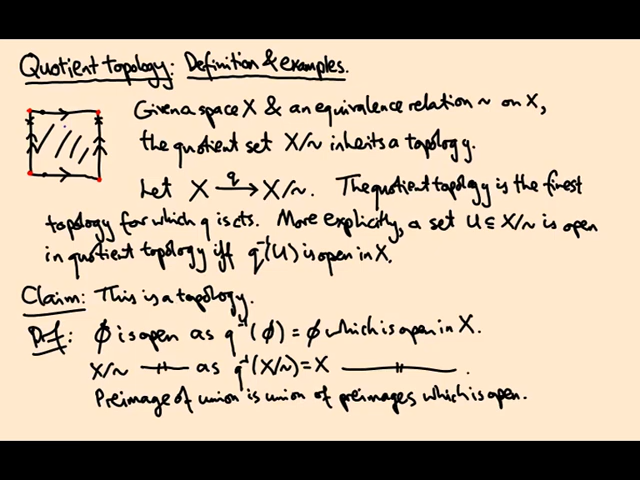 Quotient topology: Definition & examples.
Given a space X & an equivalence relation ~ on X,
the quotient set X/~ inherits a topology.
Let X →q X/~. The quotient topology is the finest
topology for which q is cts. More explicitly, a set U ⊆ X/~ is open
in quotient topology iff q⁻¹(U) is open in X.
Claim: This is a topology.
Prf: ∅ is open as q⁻¹(∅) = ∅ which is open in X.
X/~ —〃— as q⁻¹(X/~) = X —〃— .
Preimage of union is union of preimages which is open.